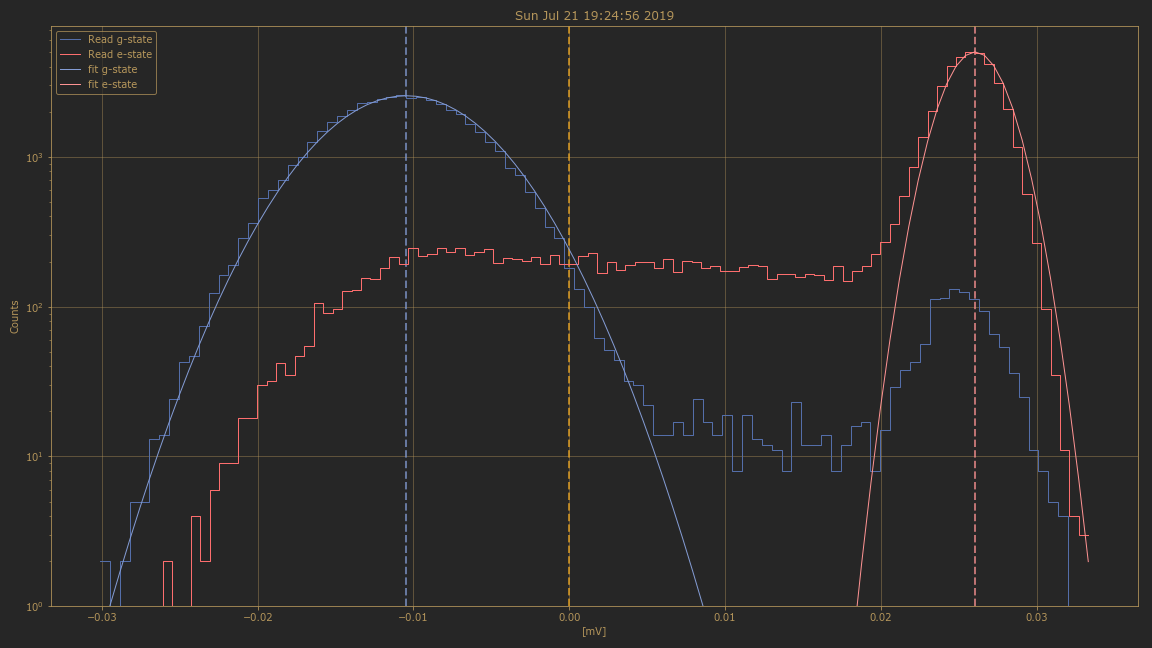 Sun Jul 21 19:24:56 2019
Read g-state
Read e-state
fit g-state
fit e-state
Counts
10³
10²
10¹
10⁰
−0.03 −0.02 −0.01 0.00 0.01 0.02 0.03
[mV]